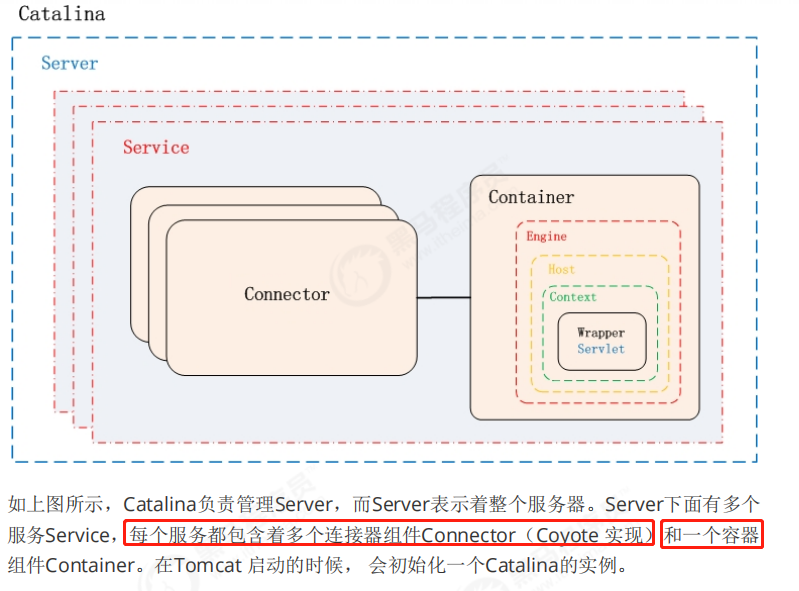 Catalina
Server
Service
Connector
Container
Engine
Host
Context
Wrapper
Servlet
如上图所示，Catalina负责管理Server，而Server表示着整个服务器。Server下面有多个
服务Service，每个服务都包含着多个连接器组件Connector（Coyote 实现）和一个容器
组件Container。在Tomcat 启动的时候， 会初始化一个Catalina的实例。